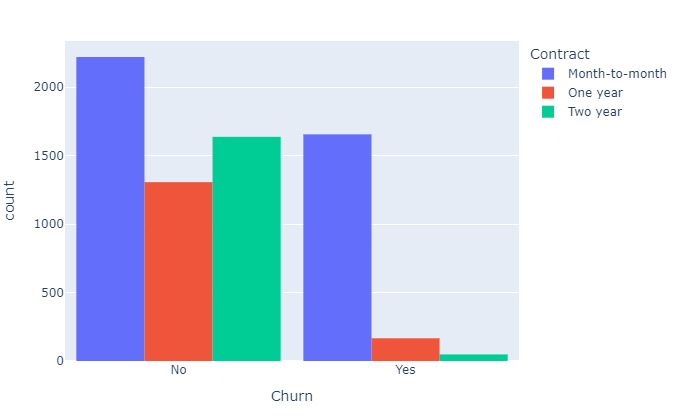 Contract
Month-to-month
One year
Two year
2000
1500
1000
500
0
count
No
Yes
Churn